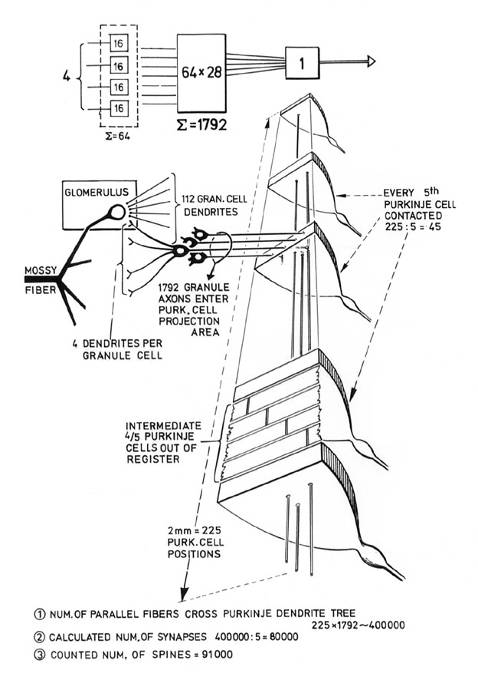 16
16
16
16
4
Σ=64
64×28
Σ=1792
1
GLOMERULUS
112 GRAN. CELL
DENDRITES
MOSSY
FIBER
EVERY 5th
PURKINJE CELL
CONTACTED
225:5 = 45
1792 GRANULE
AXONS ENTER
PURK. CELL
PROJECTION
AREA
4 DENDRITES PER
GRANULE CELL
INTERMEDIATE
4/5 PURKINJE
CELLS OUT OF
REGISTER
2mm = 225
PURK. CELL
POSITIONS
① NUM. OF PARALLEL FIBERS CROSS PURKINJE DENDRITE TREE
225×1792~400000
② CALCULATED NUM. OF SYNAPSES 400000:5=80000
③ COUNTED NUM. OF SPINES = 91000